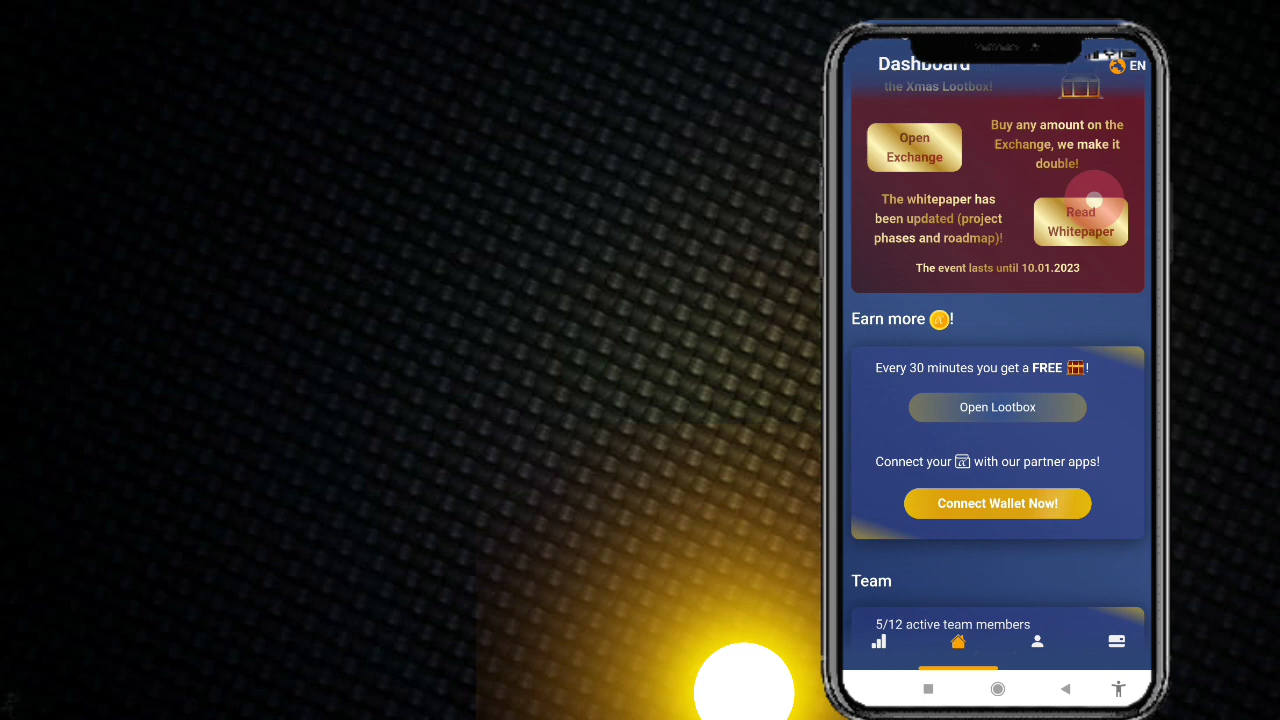 Dashboard
EN
the Xmas Lootbox!
Open
Exchange
Buy any amount on the
Exchange, we make it
double!
The whitepaper has
been updated (project
phases and roadmap)!
Read
Whitepaper
The event lasts until 10.01.2023
Earn more !
Every 30 minutes you get a FREE !
Open Lootbox
Connect your with our partner apps!
Connect Wallet Now!
Team
5/12 active team members